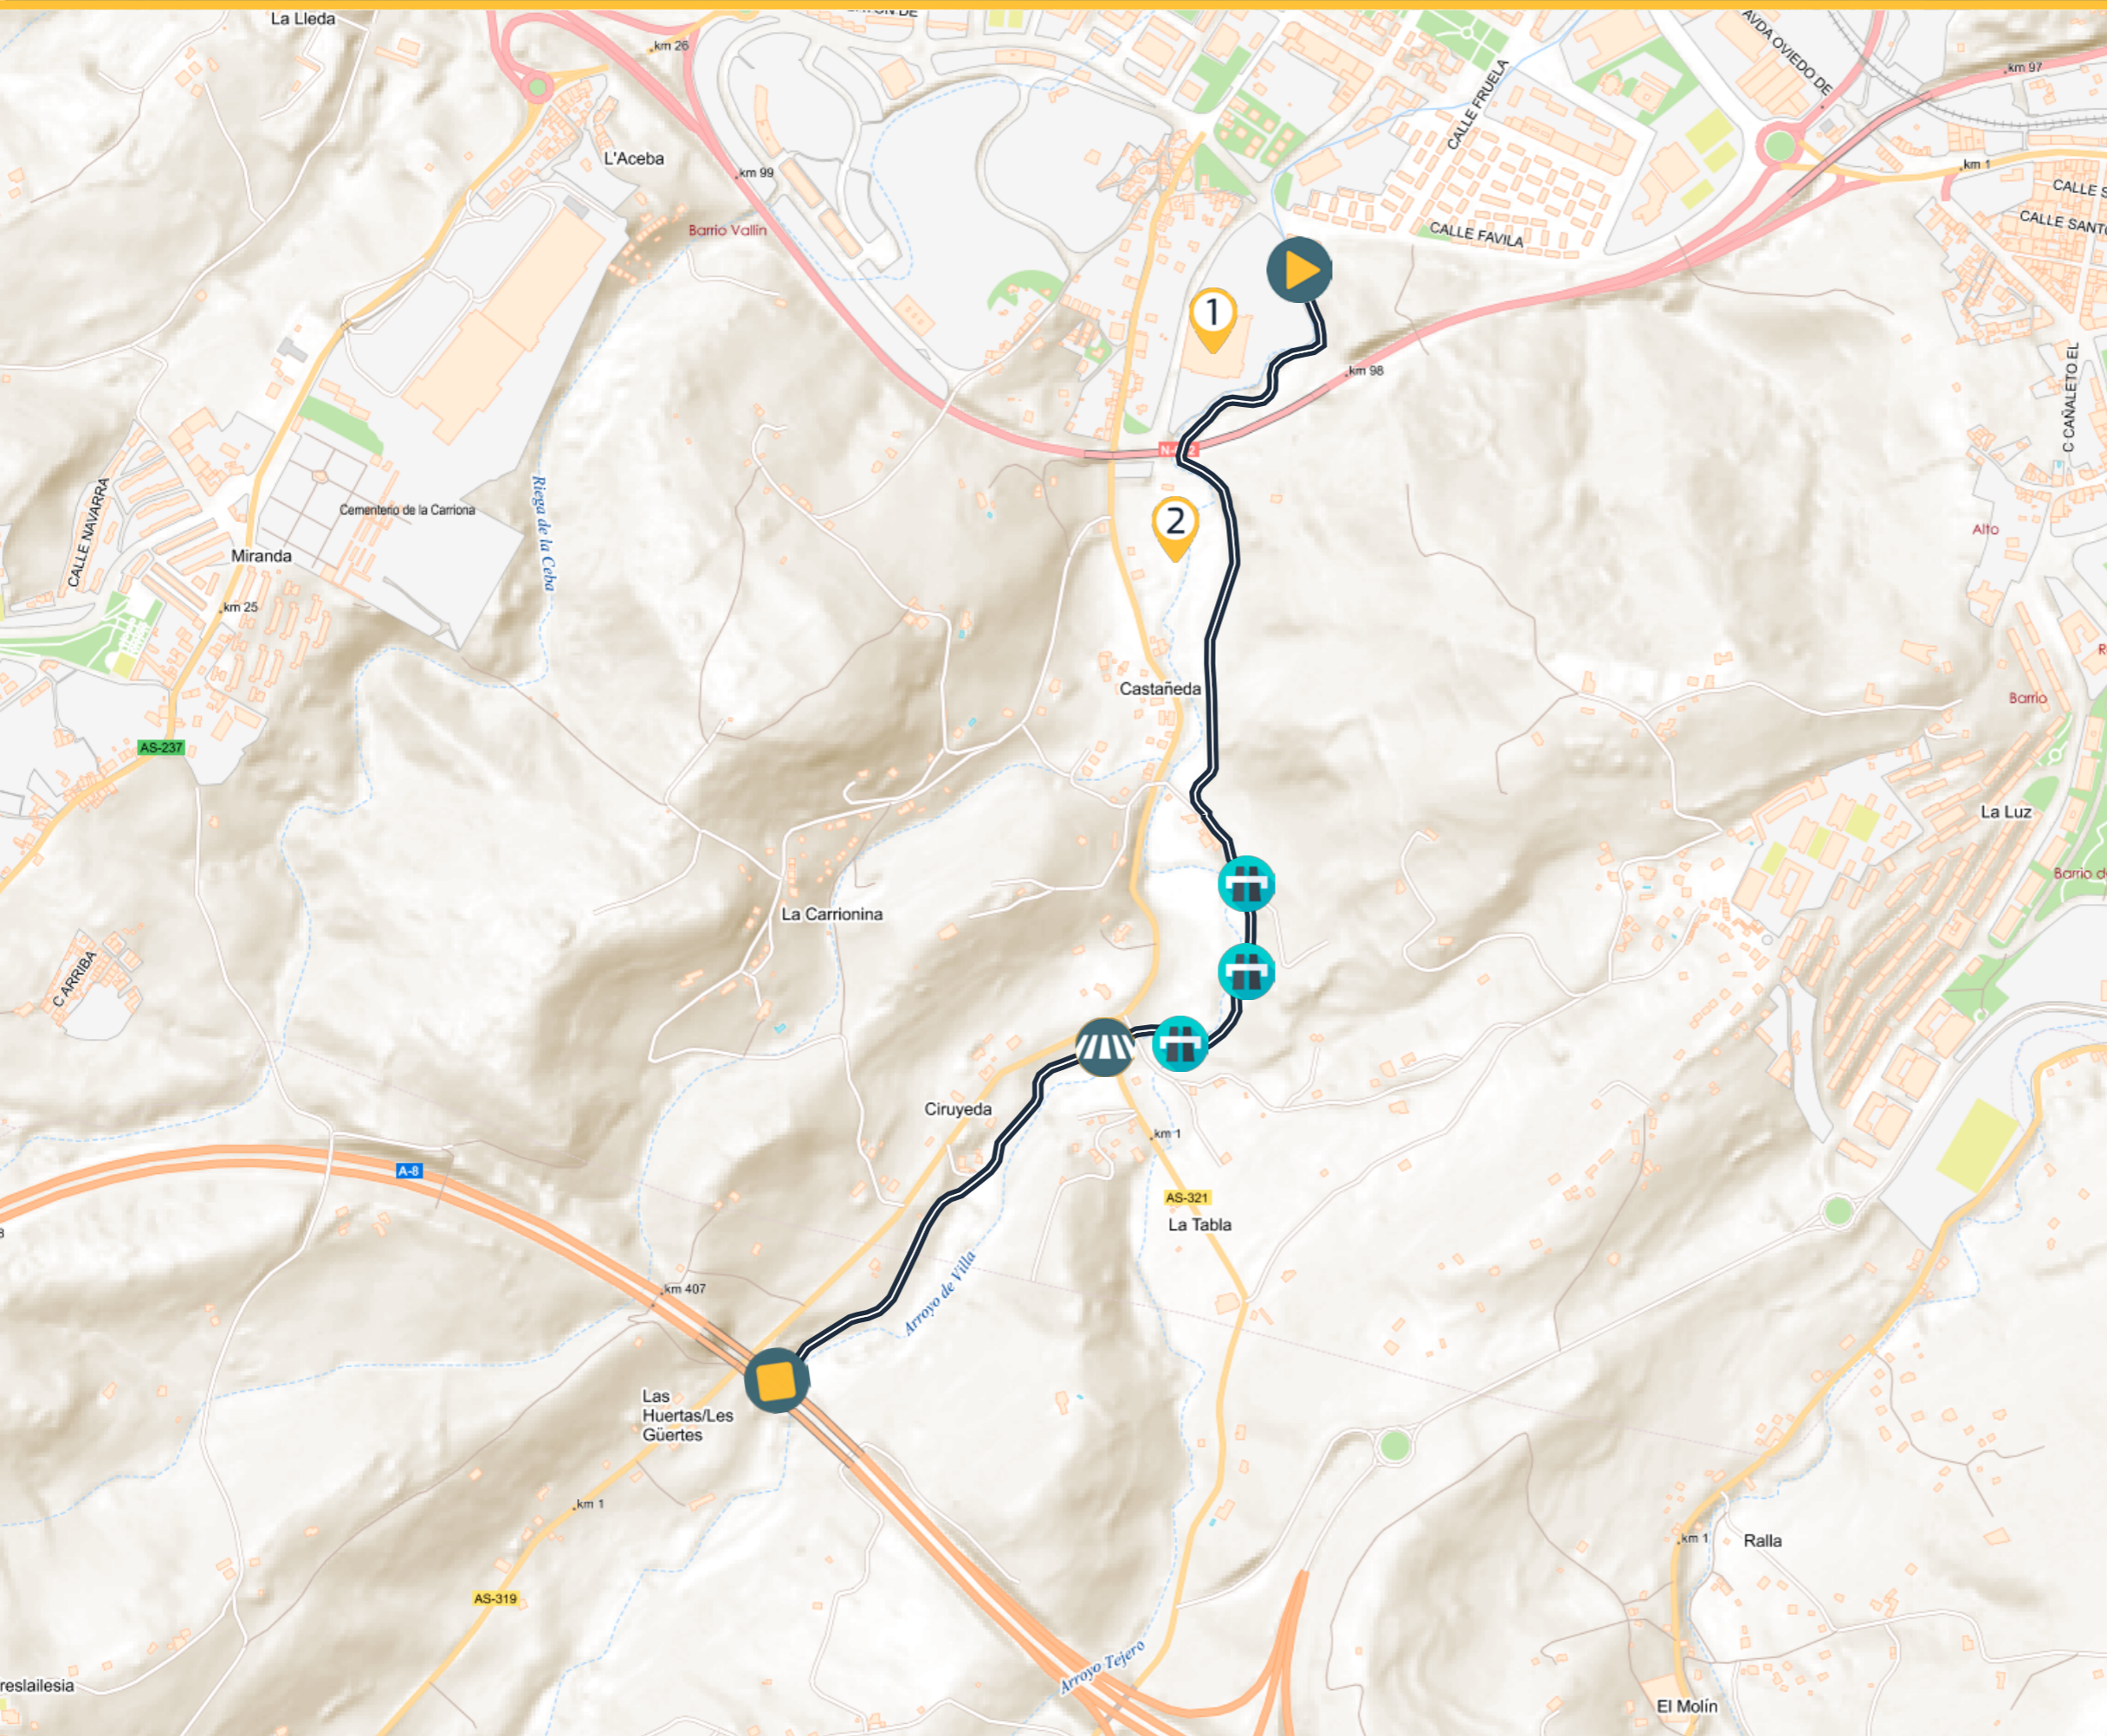 La Lleda
km 26
AVDA OVIEDO DE
km 97
CALLE FRUELA
L'Aceba
km 99
km 1
CALLE S
CALLE SANT
Barrio Vallín
CALLE FAVILA
1
km 98
C CAÑALETO EL
N-
2
Cementerio de la Carriona
Riega de la Ceba
CALLE NAVARRA
2
Alto
Miranda
km 25
Castañeda
Barrio
AS-237
La Luz
Barrio d
La Carrionina
C ARRIBA
Ciruyeda
km 1
A-8
AS-321
La Tabla
km 407
Arroyo de Villa
Las
Huertas/Les
Güertes
km 1
km 1
Ralla
AS-319
Arroyo Tejero
reslailesia
El Molín